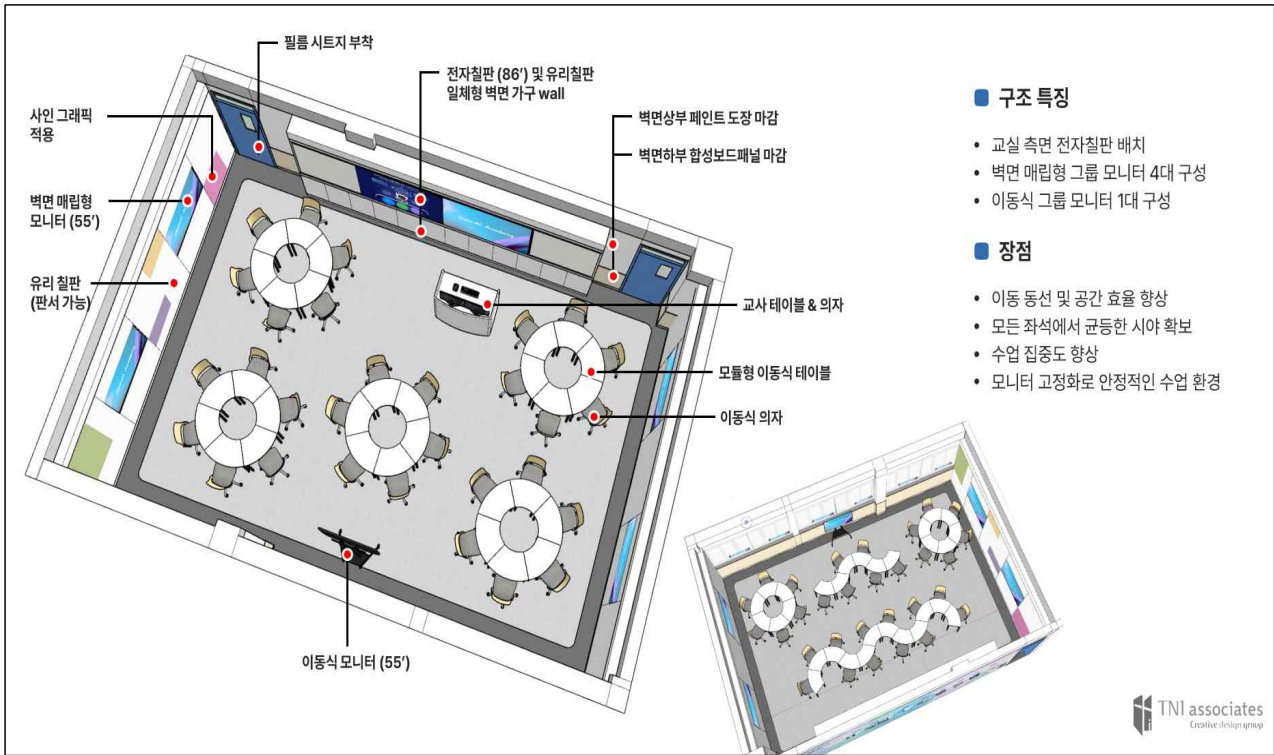 필름 시트지 부착
전자칠판 (86′) 및 유리칠판
일체형 벽면 가구 wall
사인 그래픽
적용
벽면상부 페인트 도장 마감
벽면하부 합성보드패널 마감
벽면 매립형
모니터 (55′)
유리 칠판
(판서 가능)
교사 테이블 & 의자
모듈형 이동식 테이블
이동식 의자
이동식 모니터 (55′)
구조 특징
• 교실 측면 전자칠판 배치
• 벽면 매립형 그룹 모니터 4대 구성
• 이동식 그룹 모니터 1대 구성
장점
• 이동 동선 및 공간 효율 향상
• 모든 좌석에서 균등한 시야 확보
• 수업 집중도 향상
• 모니터 고정화로 안정적인 수업 환경
TNI associates
Creative design group